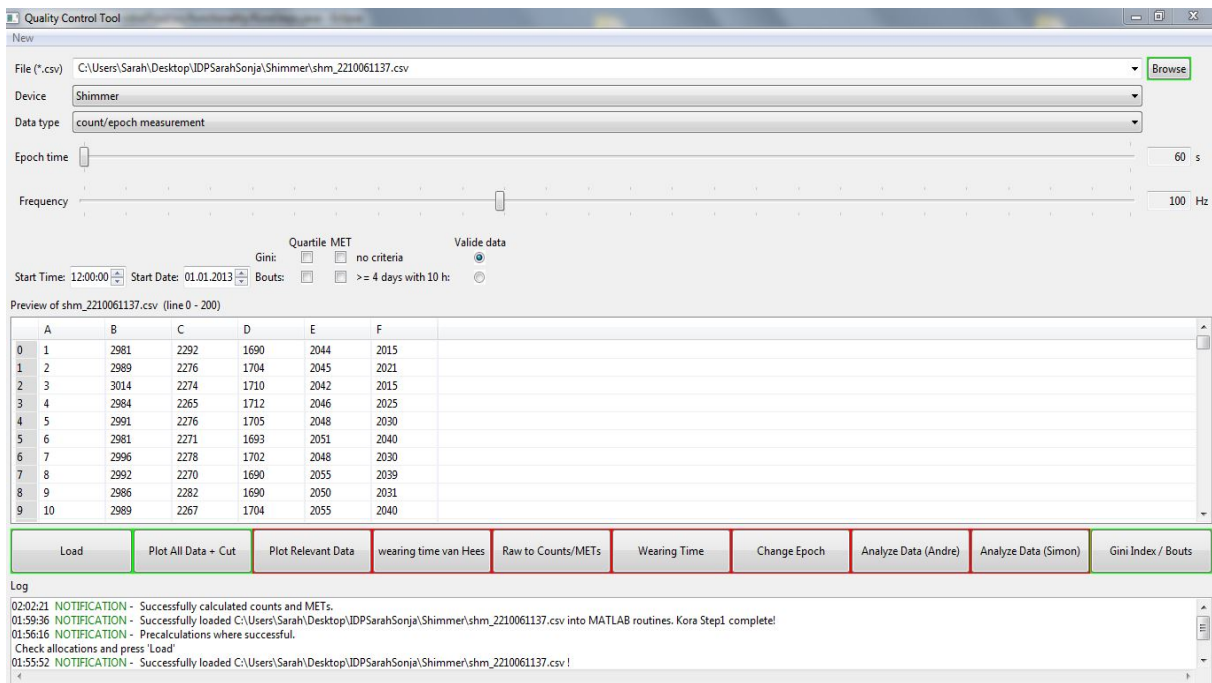 Quality Control Tool
New
File (*.csv) C:\Users\Sarah\Desktop\IDPSarahSonja\Shimmer\shm_2210061137.csv Browse
Device Shimmer
Data type count/epoch measurement
Epoch time 60 s
Frequency 100 Hz
Quartile MET Valide data
Gini: no criteria
Start Time: 12:00:00 Start Date: 01.01.2013 Bouts: >= 4 days with 10 h:
Preview of shm_2210061137.csv (line 0 - 200)
A B C D E F
0 1 2981 2292 1690 2044 2015
1 2 2989 2276 1704 2045 2021
2 3 3014 2274 1710 2042 2015
3 4 2984 2265 1712 2046 2025
4 5 2991 2276 1705 2048 2030
5 6 2981 2271 1693 2051 2040
6 7 2996 2278 1702 2048 2030
7 8 2992 2270 1690 2055 2039
8 9 2986 2282 1690 2050 2031
9 10 2989 2267 1704 2055 2040
Load Plot All Data + Cut Plot Relevant Data wearing time van Hees Raw to Counts/METs Wearing Time Change Epoch Analyze Data (Andre) Analyze Data (Simon) Gini Index / Bouts
Log
02:02:21 NOTIFICATION - Successfully calculated counts and METs.
01:59:36 NOTIFICATION - Successfully loaded C:\Users\Sarah\Desktop\IDPSarahSonja\Shimmer\shm_2210061137.csv into MATLAB routines. Kora Step1 complete!
01:56:16 NOTIFICATION - Precalculations where successful.
Check allocations and press 'Load'
01:55:52 NOTIFICATION - Successfully loaded C:\Users\Sarah\Desktop\IDPSarahSonja\Shimmer\shm_2210061137.csv !